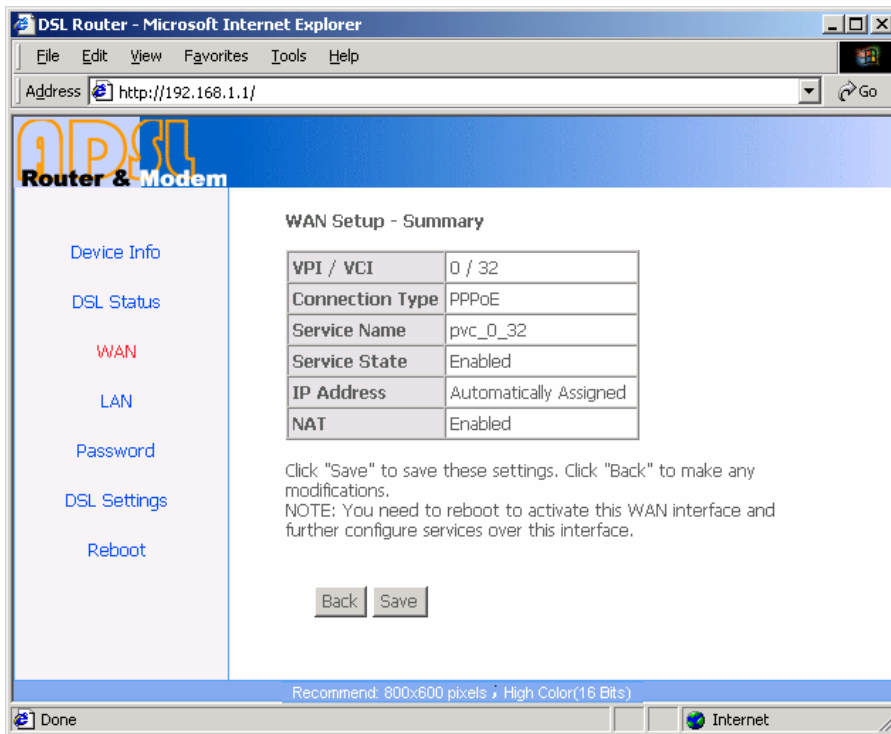 DSL Router - Microsoft Internet Explorer
File Edit View Favorites Tools Help
Address http://192.168.1.1/ Go
ADSL
Router & Modem
WAN Setup - Summary
Device Info
DSL Status
WAN
LAN
Password
DSL Settings
Reboot
VPI / VCI 0 / 32
Connection Type PPPoE
Service Name pvc_0_32
Service State Enabled
IP Address Automatically Assigned
NAT Enabled
Click "Save" to save these settings. Click "Back" to make any
modifications.
NOTE: You need to reboot to activate this WAN interface and
further configure services over this interface.
Back Save
Recommend: 800x600 pixels ; High Color(16 Bits)
Done Internet